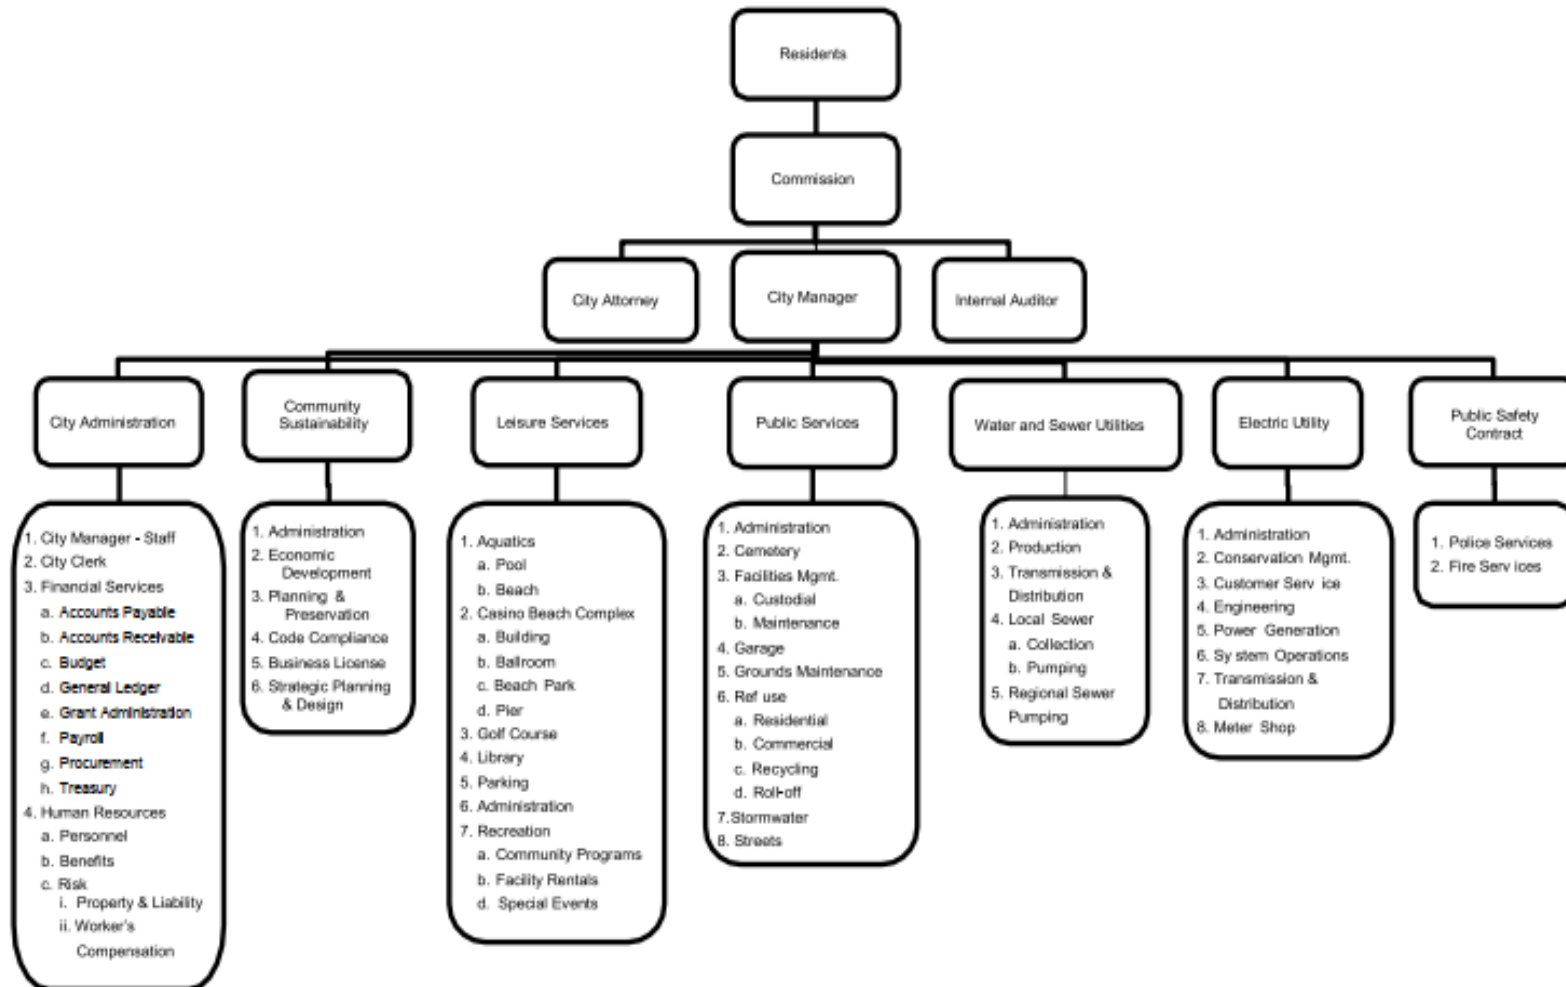 Residents
Commission
City Attorney
City Manager
Internal Auditor
City Administration
Community
Sustainability
Leisure Services
Public Services
Water and Sewer Utilities
Electric Utility
Public Safety
Contract
1. City Manager - Staff
2. City Clerk
3. Financial Services
a. Accounts Payable
b. Accounts Receivable
c. Budget
d. General Ledger
e. Grant Administration
f. Payroll
g. Procurement
h. Treasury
4. Human Resources
a. Personnel
b. Benefits
c. Risk
i. Property & Liability
ii. Worker's
Compensation
1. Administration
2. Economic
Development
3. Planning &
Preservation
4. Code Compliance
5. Business License
6. Strategic Planning
& Design
1. Aquatics
a. Pool
b. Beach
2. Casino Beach Complex
a. Building
b. Ballroom
c. Beach Park
d. Pier
3. Golf Course
4. Library
5. Parking
6. Administration
7. Recreation
a. Community Programs
b. Facility Rentals
d. Special Events
1. Administration
2. Cemetery
3. Facilities Mgmt.
a. Custodial
b. Maintenance
4. Garage
5. Grounds Maintenance
6. Ref use
a. Residential
b. Commercial
c. Recycling
d. Roll-off
7.Stormwater
8. Streets
1. Administration
2. Production
3. Transmission &
Distribution
4. Local Sewer
a. Collection
b. Pumping
5. Regional Sewer
Pumping
1. Administration
2. Conservation Mgmt.
3. Customer Serv ice
4. Engineering
5. Power Generation
6. Sy stem Operations
7. Transmission &
Distribution
8. Meter Shop
1. Police Services
2. Fire Serv ices